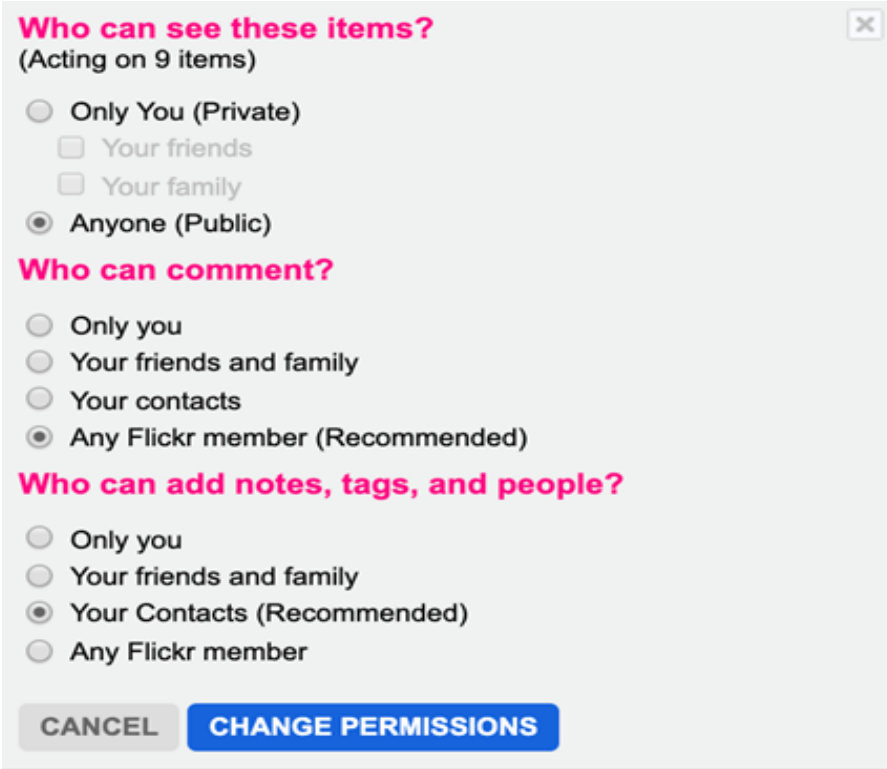 Who can see these items?
(Acting on 9 items)
Only You (Private)
Your friends
Your family
Anyone (Public)
Who can comment?
Only you
Your friends and family
Your contacts
Any Flickr member (Recommended)
Who can add notes, tags, and people?
Only you
Your friends and family
Your Contacts (Recommended)
Any Flickr member
CANCEL CHANGE PERMISSIONS